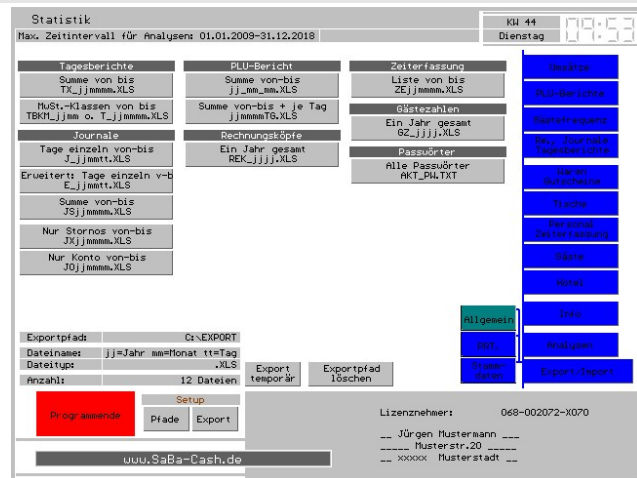 Statistik
KW 44
Dienstag
09:53
Max. Zeitintervall für Analysen: 01.01.2009-31.12.2018
Tagesberichte
Summe von bis
TX_jjmmmm.XLS
MwSt.-Klassen von bis
TBKM_jjmm o. T_jjmmmm.XLS
Journale
Tage einzeln von-bis
J_jjmmtt.XLS
Erweitert: Tage einzeln v-b
E_jjmmtt.XLS
Summe von-bis
JSjjmmmm.XLS
Nur Stornos von-bis
JXjjmmmm.XLS
Nur Konto von-bis
JOjjmmmm.XLS
PLU-Bericht
Summe von-bis
jj_mm_mm.XLS
Summe von-bis + je Tag
jjmmmmTG.XLS
Rechnungsköpfe
Ein Jahr gesamt
REK_jjjj.XLS
Zeiterfassung
Liste von bis
ZEjjmmmm.XLS
Gästezahlen
Ein Jahr gesamt
GZ_jjjj.XLS
Passwörter
Alle Passwörter
AKT_PW.TXT
Umsätze
PLU-Berichte
Gästefrequenz
Re., Journale
Tagesberichte
Waren
Gutscheine
Tische
Personal
Zeiterfassung
Gäste
Hotel
Info
Analysen
Export/Import
Allgemein
Stamm-
daten
Exportpfad: C:\EXPORT
Dateiname: jj=Jahr mm=Monat tt=Tag
Dateityp: .XLS
Anzahl: 12 Dateien
Export
temporär
Exportpfad
löschen
Programmende
Setup
Pfade
Export
Lizenznehmer: 068-002072-X070
__ Jürgen Mustermann ___
_____ Musterstr.20 _____
__ xxxxx Musterstadt __
www.SaBa-Cash.de